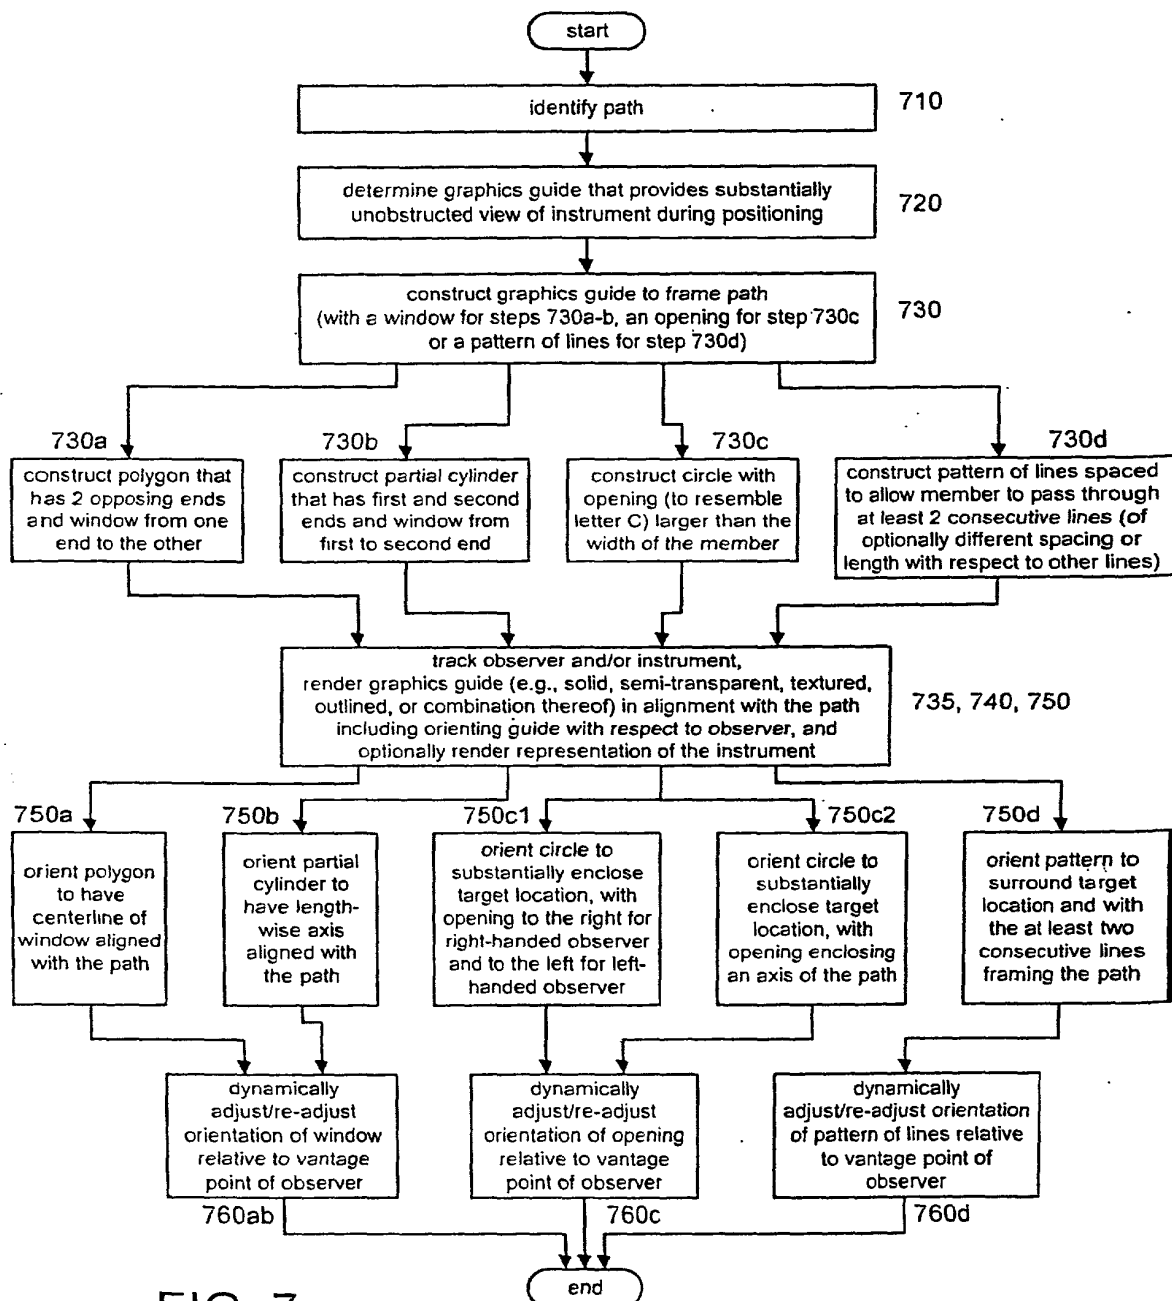 start
identify path
710
determine graphics guide that provides substantially
unobstructed view of instrument during positioning
720
construct graphics guide to frame path
(with a window for steps 730a-b, an opening for step 730c
or a pattern of lines for step 730d)
730
730a
construct polygon that
has 2 opposing ends
and window from one
end to the other
730b
construct partial cylinder
that has first and second
ends and window from
first to second end
730c
construct circle with
opening (to resemble
letter C) larger than the
width of the member
730d
construct pattern of lines spaced
to allow member to pass through
at least 2 consecutive lines (of
optionally different spacing or
length with respect to other lines)
track observer and/or instrument,
render graphics guide (e.g., solid, semi-transparent, textured,
outlined, or combination thereof) in alignment with the path
including orienting guide with respect to observer, and
optionally render representation of the instrument
735, 740, 750
750a
orient polygon
to have
centerline of
window aligned
with the path
750b
orient partial
cylinder to
have length-
wise axis
aligned with
the path
750c1
orient circle to
substantially enclose
target location, with
opening to the right for
right-handed observer
and to the left for left-
handed observer
750c2
orient circle to
substantially
enclose target
location, with
opening enclosing
an axis of the path
750d
orient pattern to
surround target
location and with
the at least two
consecutive lines
framing the path
dynamically
adjust/re-adjust
orientation of window
relative to vantage
point of observer
760ab
dynamically
adjust/re-adjust
orientation of opening
relative to vantage
point of observer
760c
dynamically
adjust/re-adjust orientation
of pattern of lines relative
to vantage point of
observer
760d
end
FIG. 7